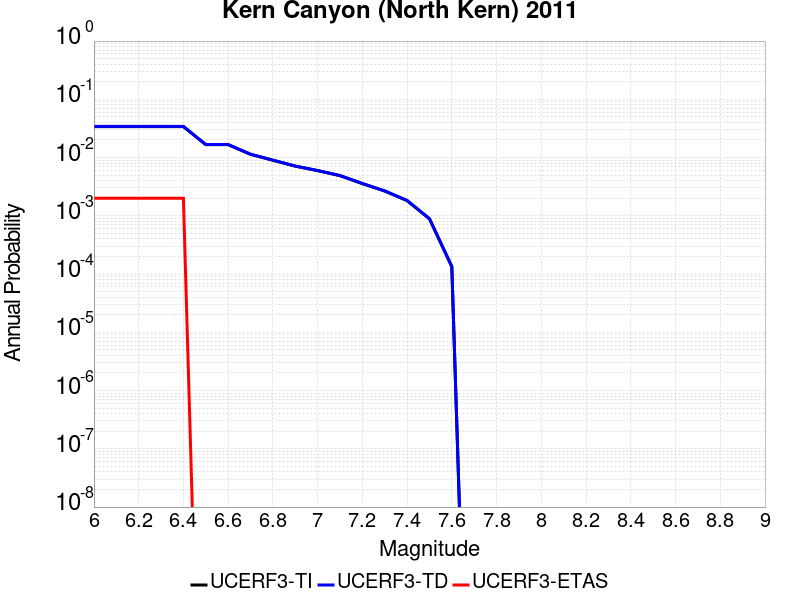 Kern Canyon (North Kern) 2011
10^0
10^-1
10^-2
10^-3
10^-4
10^-5
10^-6
10^-7
10^-8
Annual Probability
6 6.2 6.4 6.6 6.8 7 7.2 7.4 7.6 7.8 8 8.2 8.4 8.6 8.8 9
Magnitude
UCERF3-TI UCERF3-TD UCERF3-ETAS